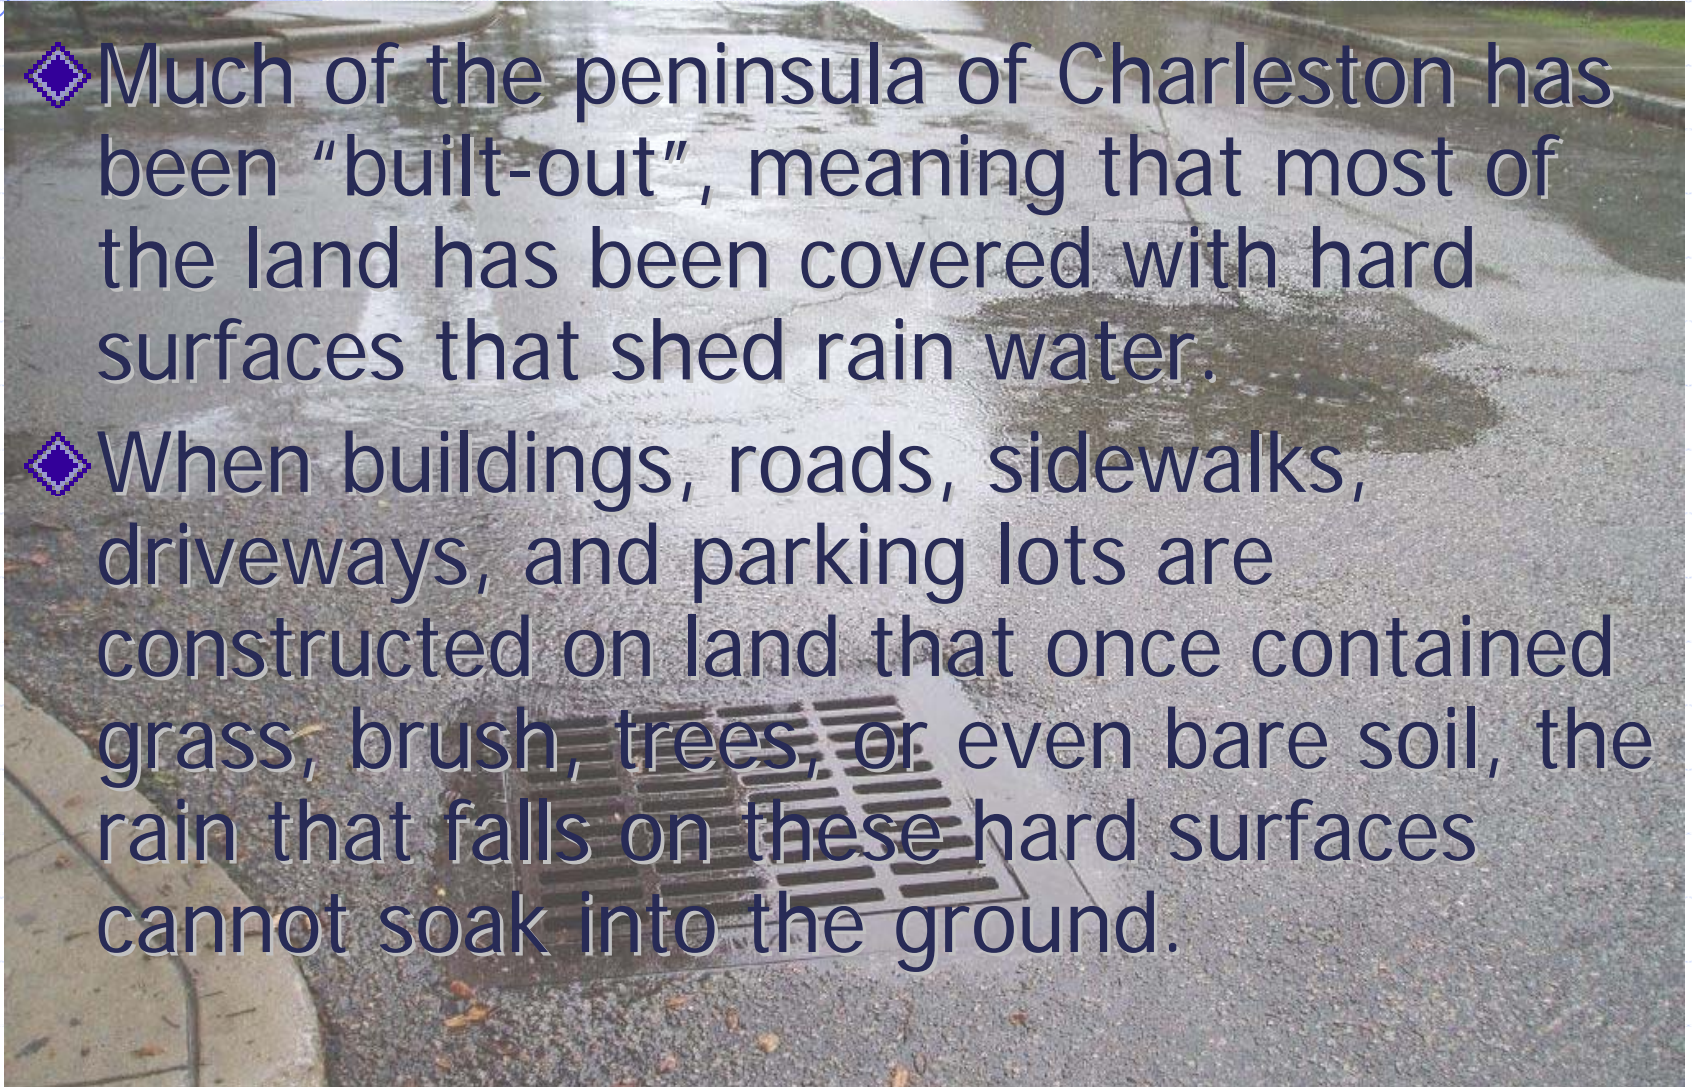 Much of the peninsula of Charleston has
been “built-out”, meaning that most of
the land has been covered with hard
surfaces that shed rain water.
When buildings, roads, sidewalks,
driveways, and parking lots are
constructed on land that once contained
grass, brush, trees, or even bare soil, the
rain that falls on these hard surfaces
cannot soak into the ground.